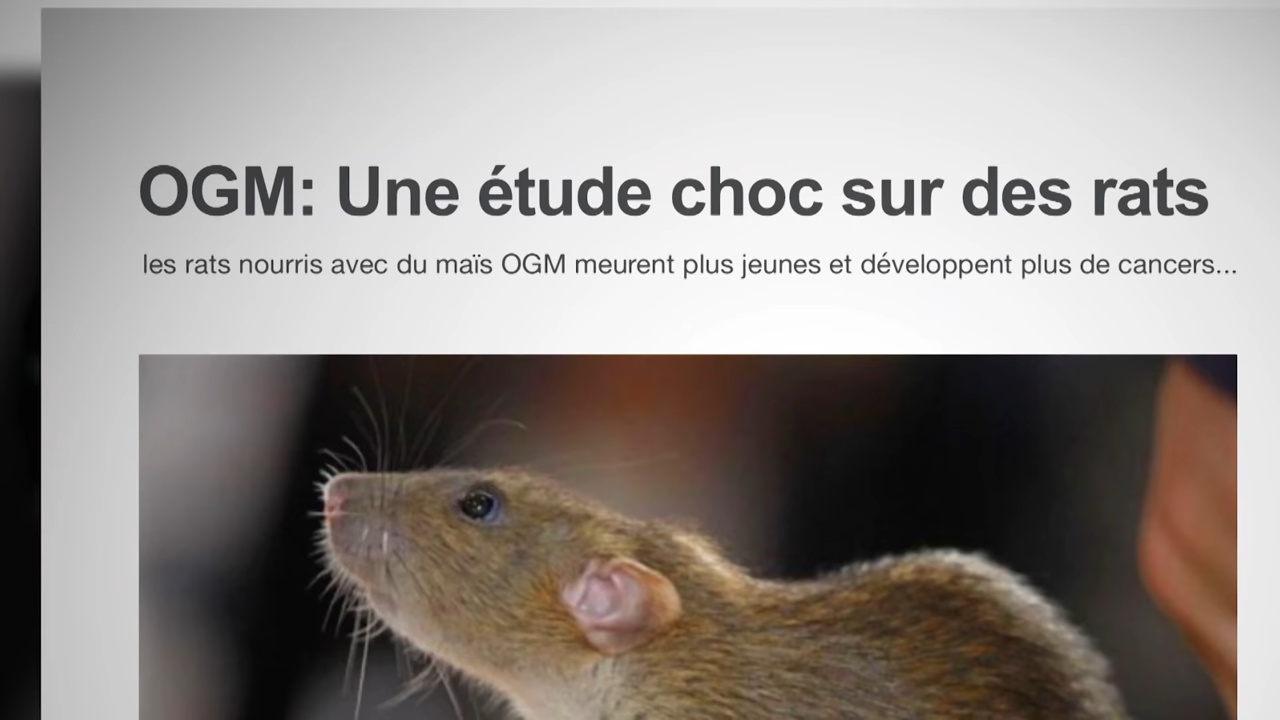 OGM: Une étude choc sur des rats
les rats nourris avec du maïs OGM meurent plus jeunes et développent plus de cancers...